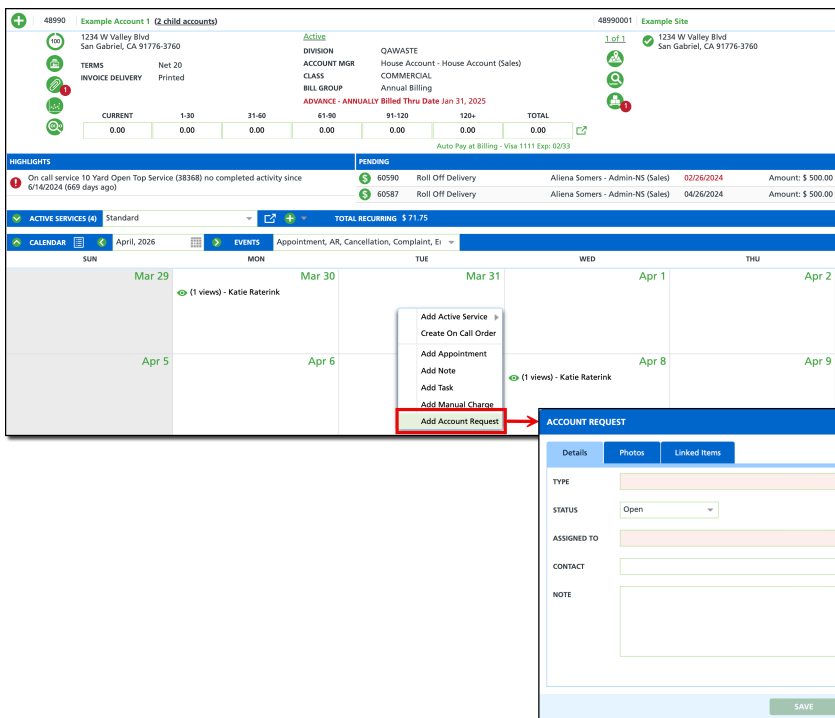 48990 Example Account 1 (2 child accounts) 48990001 Example Site
100 1234 W Valley Blvd Active 1 of 1 1234 W Valley Blvd
San Gabriel, CA 91776-3760 San Gabriel, CA 91776-3760
DIVISION QAWASTE
TERMS Net 20 ACCOUNT MGR House Account - House Account (Sales)
INVOICE DELIVERY Printed CLASS COMMERCIAL
1 BILL GROUP Annual Billing
ADVANCE - ANNUALLY Billed Thru Date Jan 31, 2025 1
CURRENT 1-30 31-60 61-90 91-120 120+ TOTAL
0.00 0.00 0.00 0.00 0.00 0.00 0.00
Auto Pay at Billing - Visa 1111 Exp: 02/33
HIGHLIGHTS PENDING
On call service 10 Yard Open Top Service (38368) no completed activity since
6/14/2024 (669 days ago)
$ 60590 Roll Off Delivery Aliena Somers - Admin-NS (Sales) 02/26/2024 Amount: $ 500.00
$ 60587 Roll Off Delivery Aliena Somers - Admin-NS (Sales) 04/26/2024 Amount: $ 500.00
ACTIVE SERVICES (4) Standard TOTAL RECURRING $ 71.75
CALENDAR April, 2026 EVENTS Appointment, AR, Cancellation, Complaint, E
SUN MON TUE WED THU
Mar 29 Mar 30 Mar 31 Apr 1 Apr 2
(1 views) - Katie Raterink
Add Active Service
Create On Call Order
Add Appointment
Add Note
Add Task
Add Manual Charge
Add Account Request
Apr 5 Apr 6 Apr 8 Apr 9
(1 views) - Katie Raterink
ACCOUNT REQUEST
Details Photos Linked Items
TYPE
STATUS Open
ASSIGNED TO
CONTACT
NOTE
SAVE